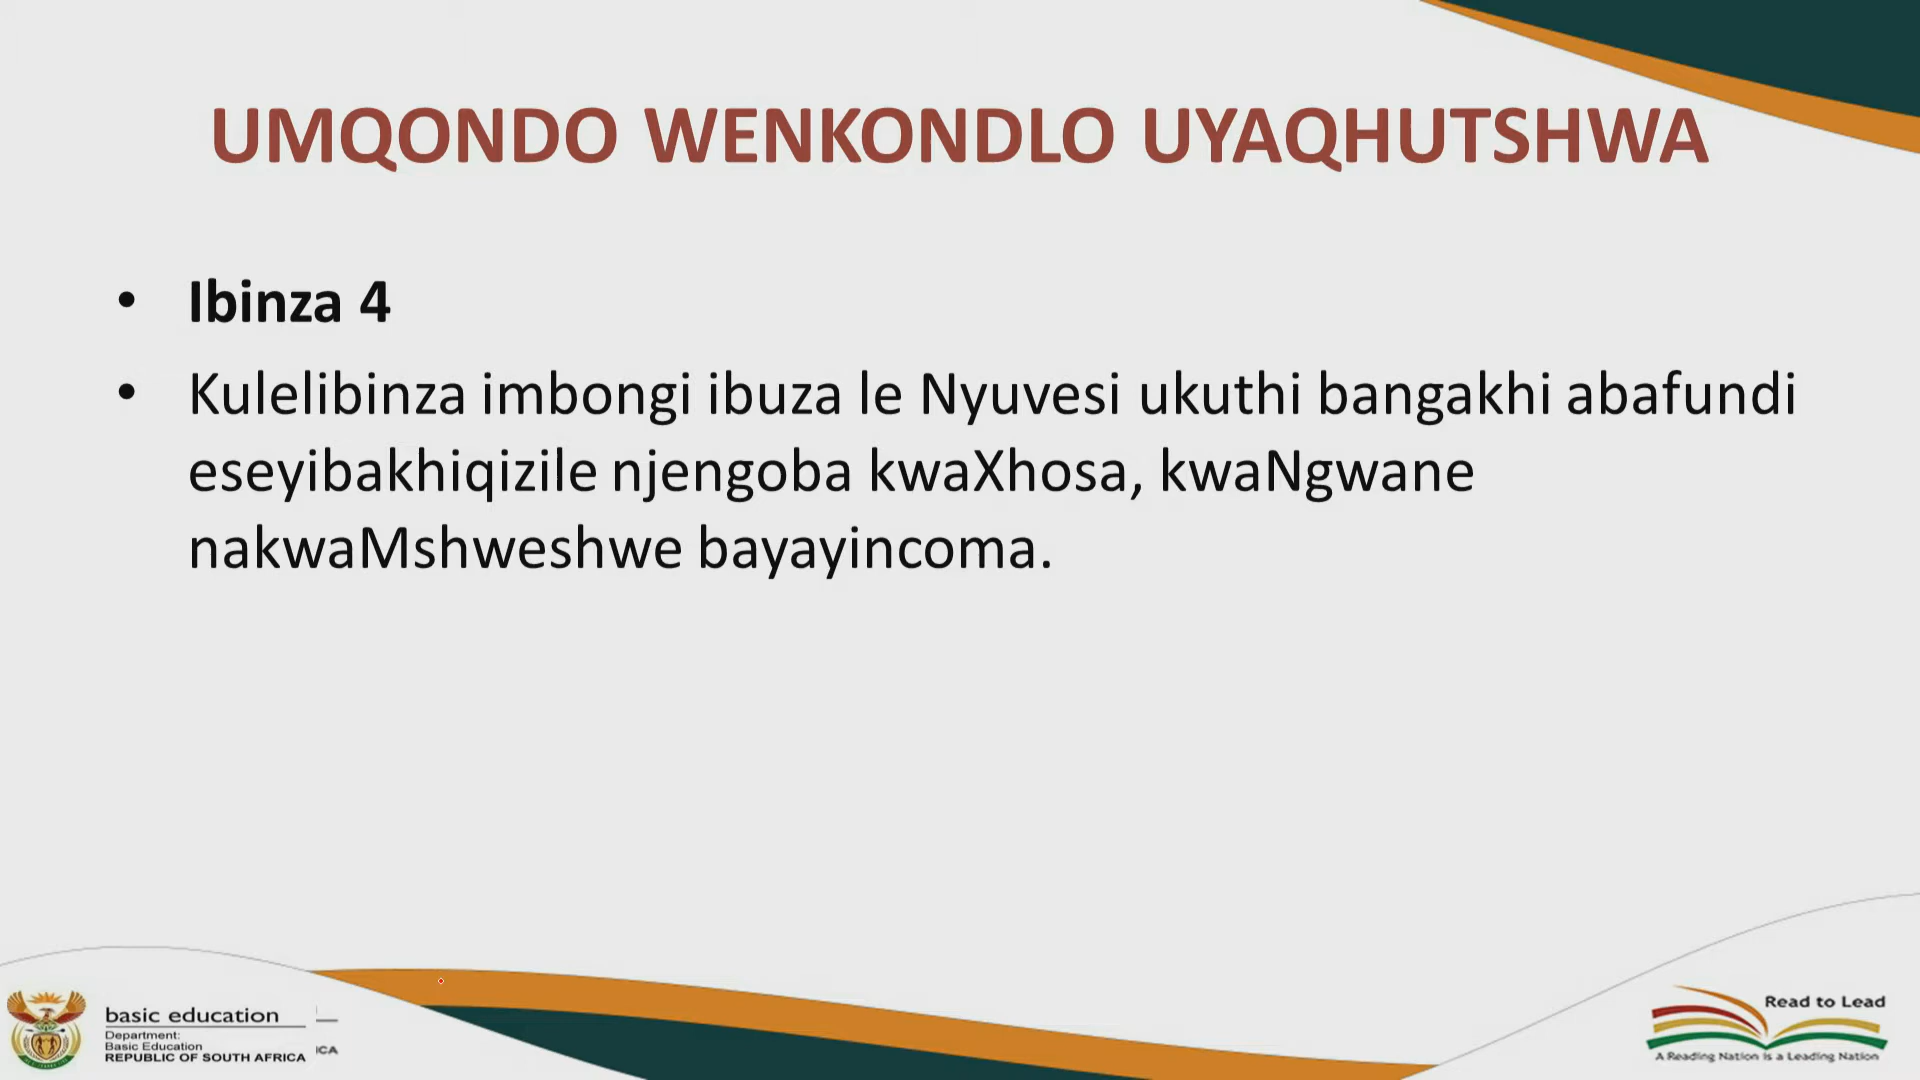 UMQONDO WENKONDLO UYAQHUTSHWA
• Ibinza 4
• Kulelibinza imbongi ibuza le Nyuvesi ukuthi bangakhi abafundi
eseyibakhiqizile njengoba kwaXhosa, kwaNgwane
nakwaMshweshwe bayayincoma.
basic education
Department:
Basic Education
REPUBLIC OF SOUTH AFRICA
ICA
Read to Lead
A Reading Nation is a Leading Nation